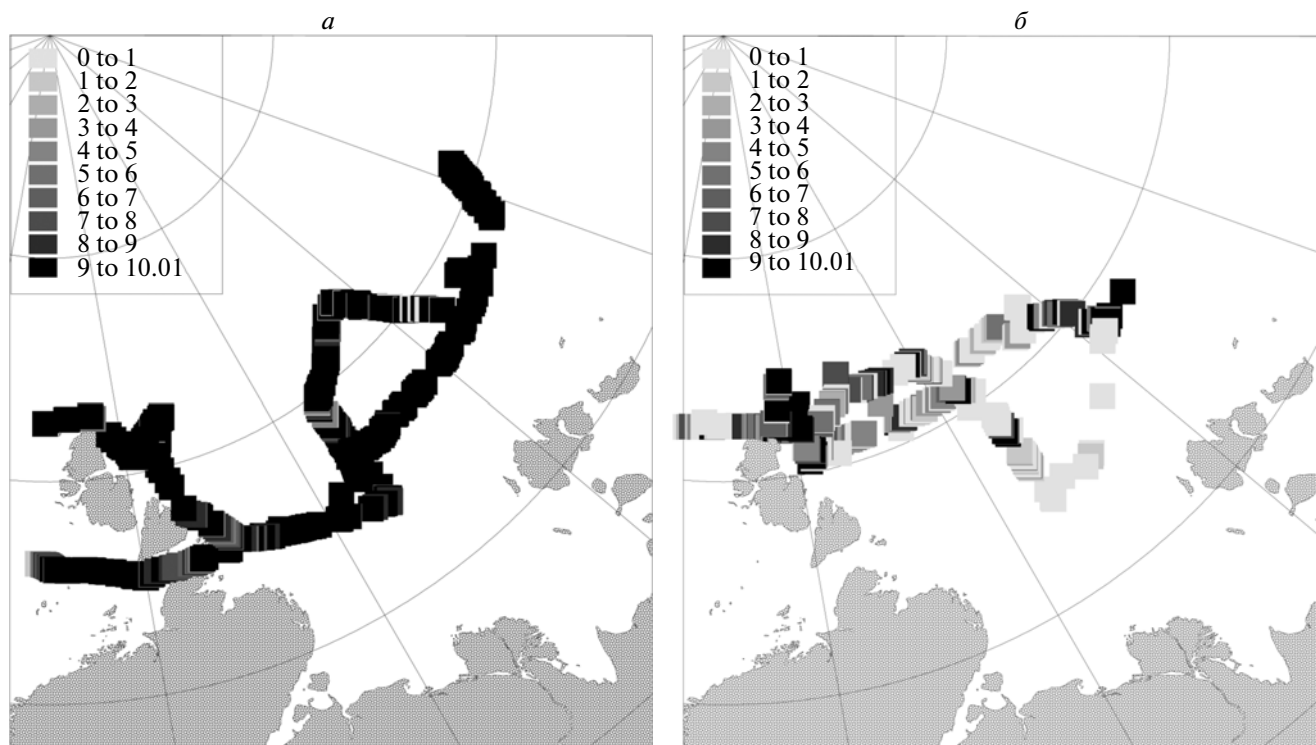 а
0 to 1
1 to 2
2 to 3
3 to 4
4 to 5
5 to 6
6 to 7
7 to 8
8 to 9
9 to 10.01
б
0 to 1
1 to 2
2 to 3
3 to 4
4 to 5
5 to 6
6 to 7
7 to 8
8 to 9
9 to 10.01